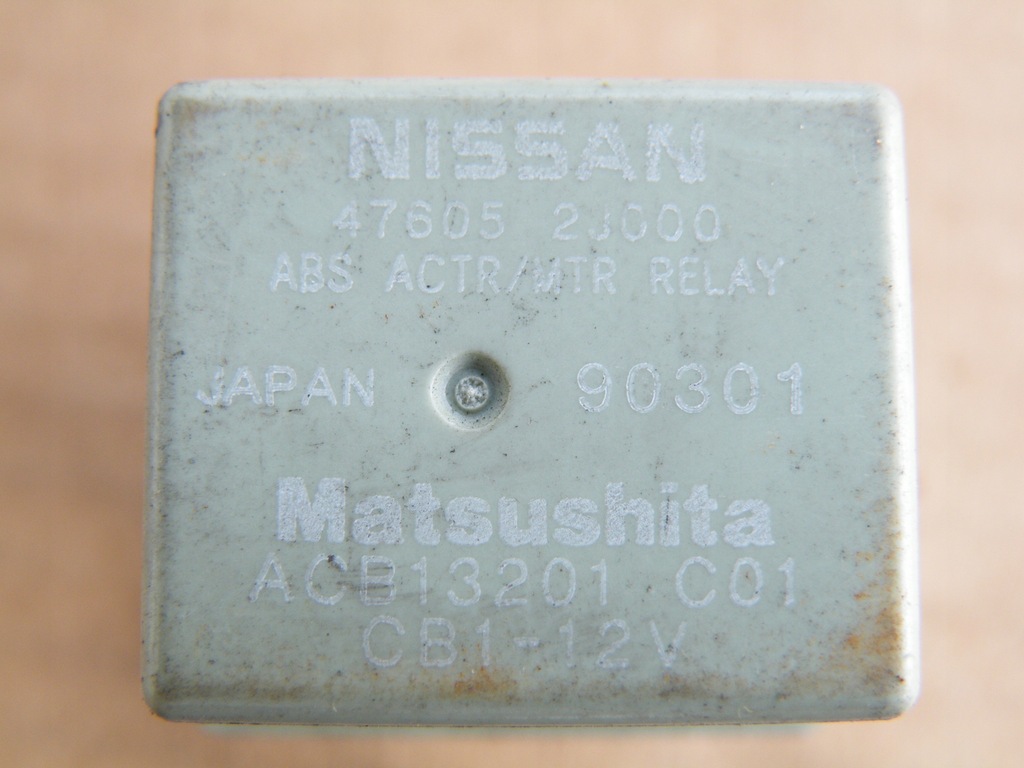 NISSAN
47605 2J000
ABS ACTR/MTR RELAY
JAPAN 90301
Matsushita
ACB13201 C01
CB1-12V